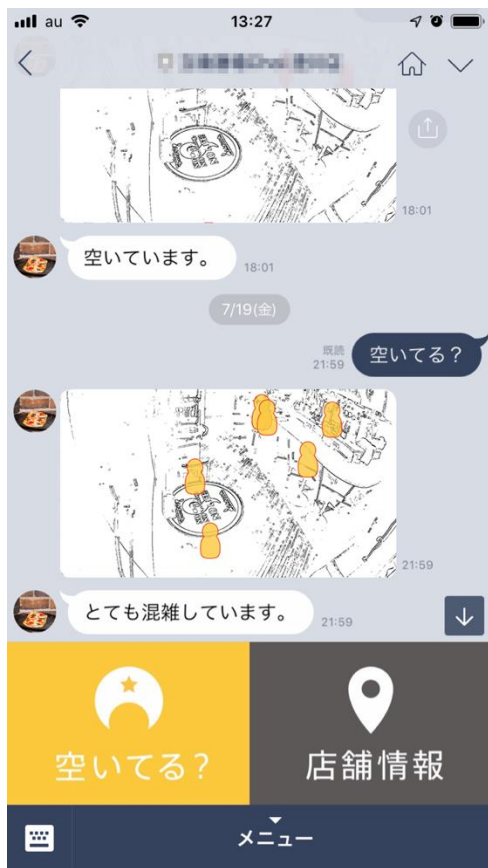 au
13:27
18:01
空いています。
18:01
7/19(金)
既読
21:59
空いてる？
21:59
とても混雑しています。
21:59
空いてる？
店舗情報
メニュー